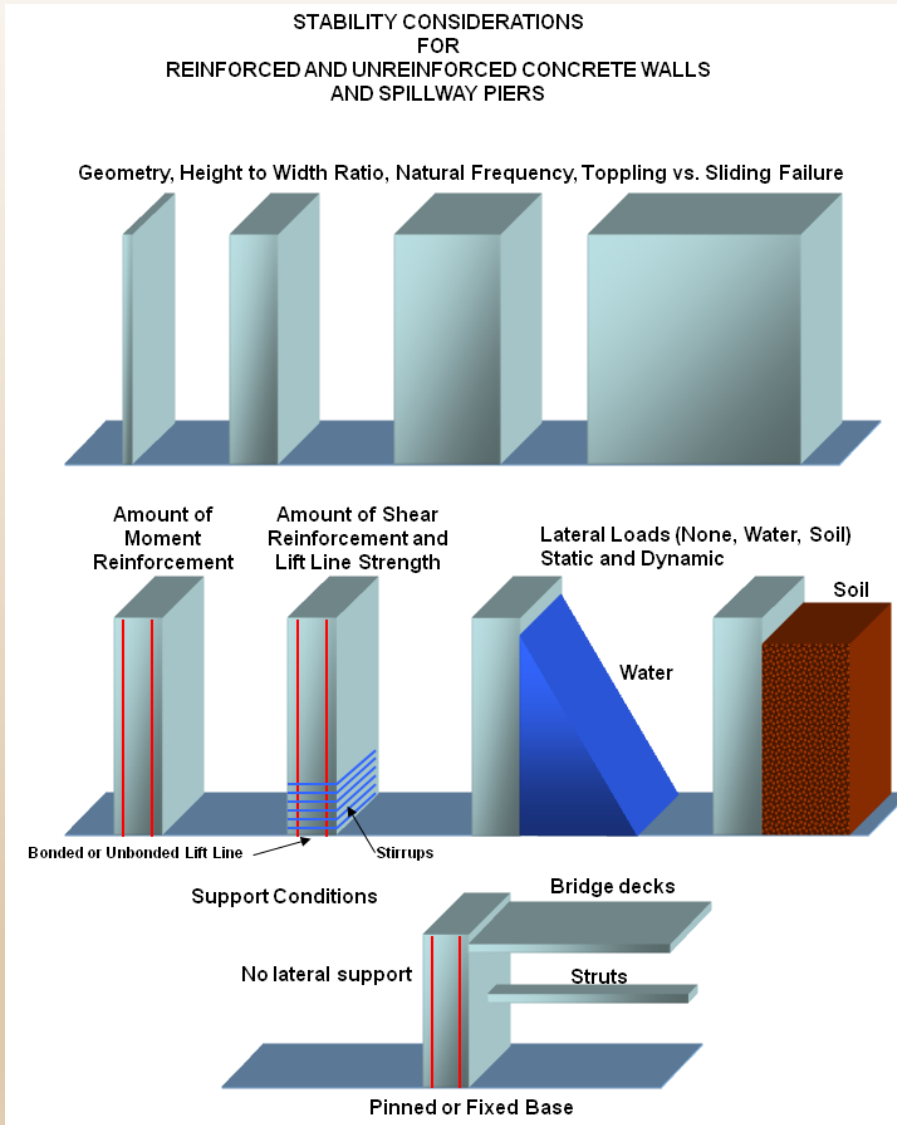 STABILITY CONSIDERATIONS
FOR
REINFORCED AND UNREINFORCED CONCRETE WALLS
AND SPILLWAY PIERS
Geometry, Height to Width Ratio, Natural Frequency, Toppling vs. Sliding Failure
Amount of
Moment
Reinforcement
Amount of Shear
Reinforcement and
Lift Line Strength
Lateral Loads (None, Water, Soil)
Static and Dynamic
Soil
Water
Bonded or Unbonded Lift Line
Stirrups
Support Conditions
Bridge decks
No lateral support
Struts
Pinned or Fixed Base